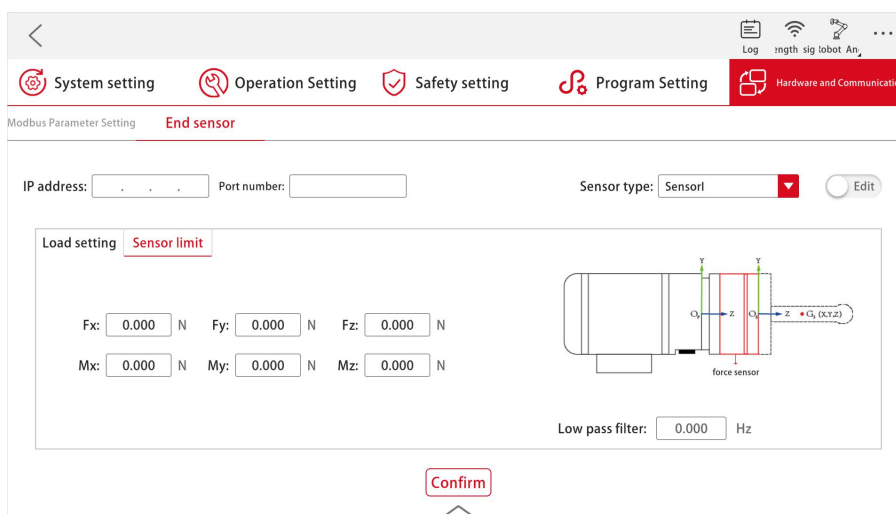 Log ength sig lobot An
System setting Operation Setting Safety setting Program Setting Hardware and Communicatio
Modbus Parameter Setting End sensor
IP address: . . . Port number: Sensor type: SensorI Edit
Load setting Sensor limit
Y Y
Z Z G (X,Y,Z)
force sensor
Fx: 0.000 N Fy: 0.000 N Fz: 0.000 N
Mx: 0.000 N My: 0.000 N Mz: 0.000 N
Low pass filter: 0.000 Hz
Confirm